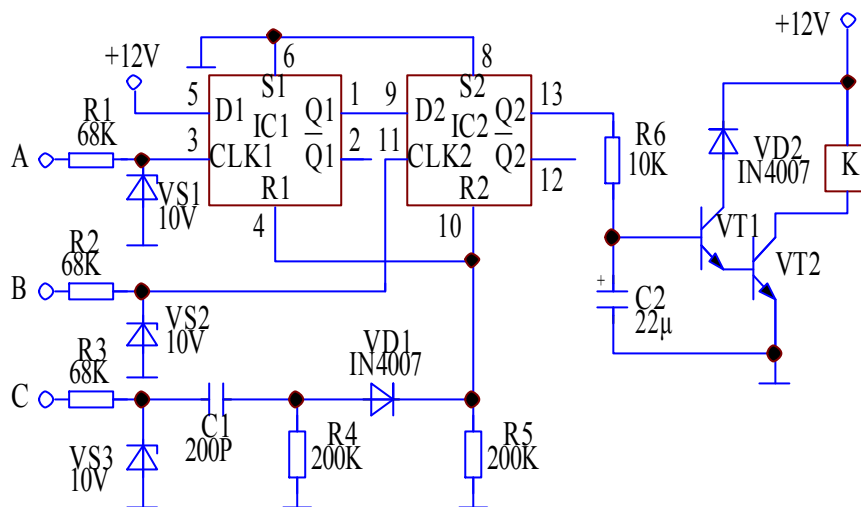 +12V
+12V
6
8
5
S1
1
9
S2
13
D1
Q1
D2
Q2
R1
68K
IC1
IC2
R6
10K
VD2
IN4007
K
A
3
CLK1
Q1
2
11
CLK2
Q2
12
VS1
10V
R1
R2
4
10
VT1
VT2
R2
68K
B
+
C2
22μ
VS2
10V
VD1
IN4007
R3
68K
C
C1
200P
R4
200K
R5
200K
VS3
10V